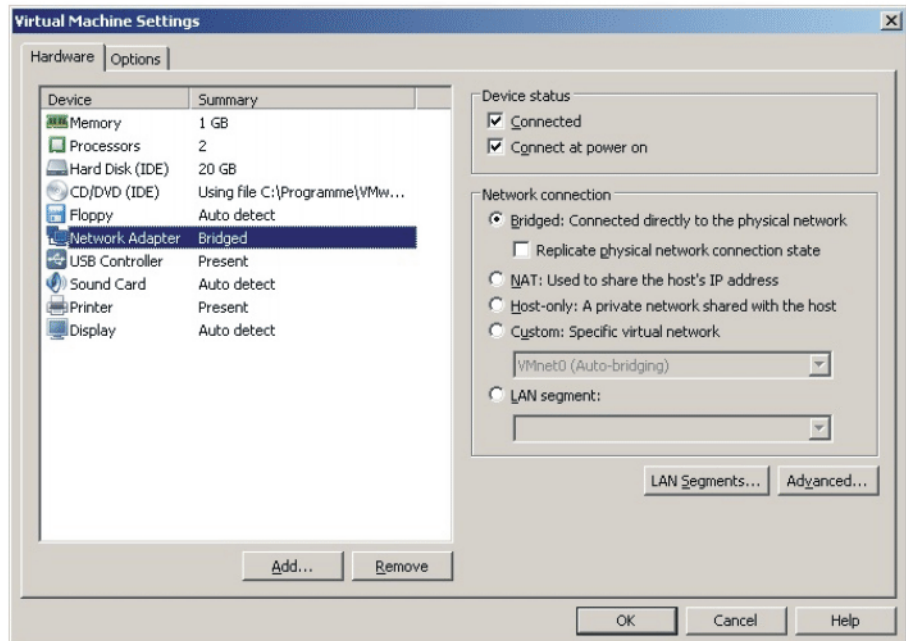 Virtual Machine Settings
Hardware
Options
Device Summary
Memory 1 GB
Processors 2
Hard Disk (IDE) 20 GB
CD/DVD (IDE) Using file C:\Programme\VMw...
Floppy Auto detect
Network Adapter Bridged
USB Controller Present
Sound Card Auto detect
Printer Present
Display Auto detect
Add...
Remove
Device status
Connected
Connect at power on
Network connection
Bridged: Connected directly to the physical network
Replicate physical network connection state
NAT: Used to share the host's IP address
Host-only: A private network shared with the host
Custom: Specific virtual network
VMnet0 (Auto-bridging)
LAN segment:
LAN Segments...
Advanced...
OK
Cancel
Help